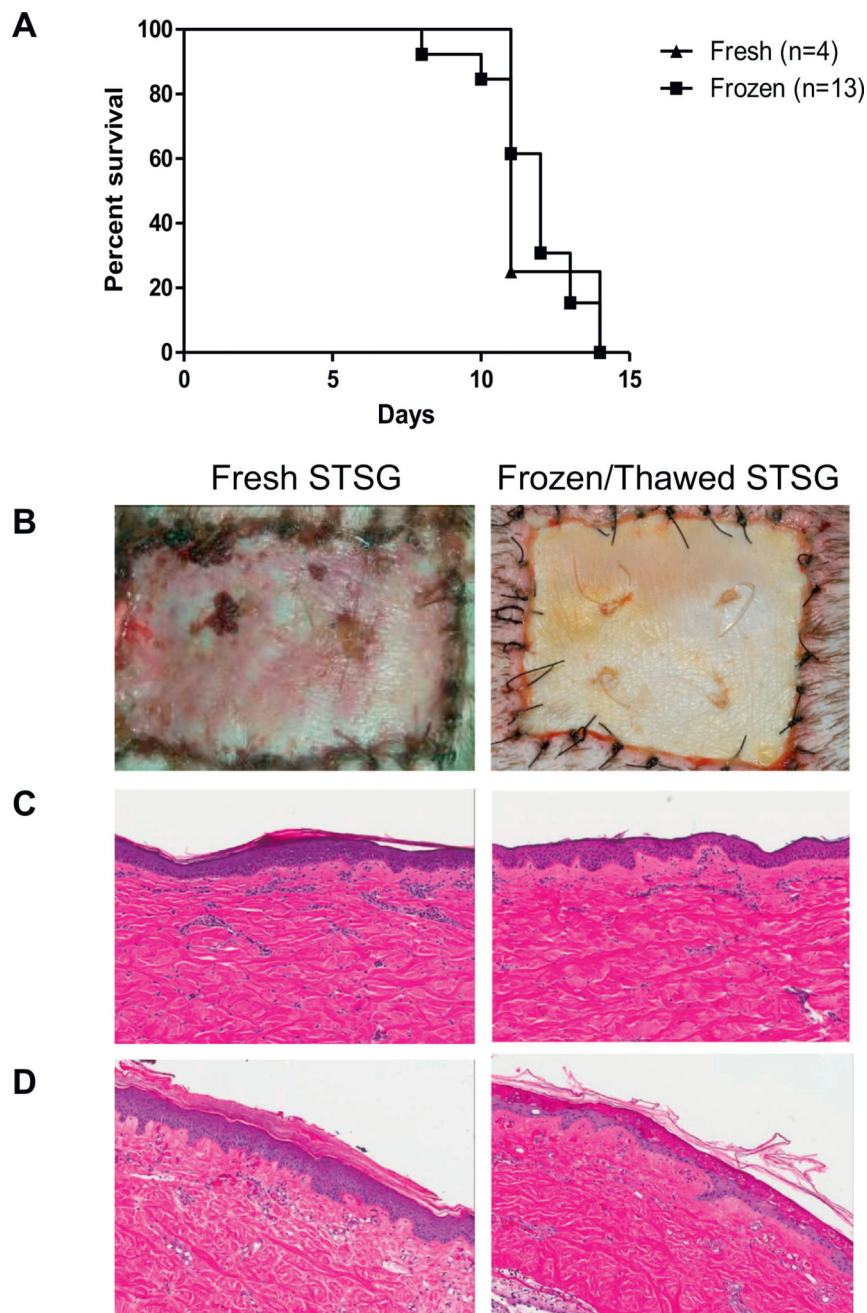 A
100
80
60
40
20
0
Percent survival
0
5
10
15
Days
Fresh (n=4)
Frozen (n=13)
Fresh STSG
Frozen/Thawed STSG
B
C
D